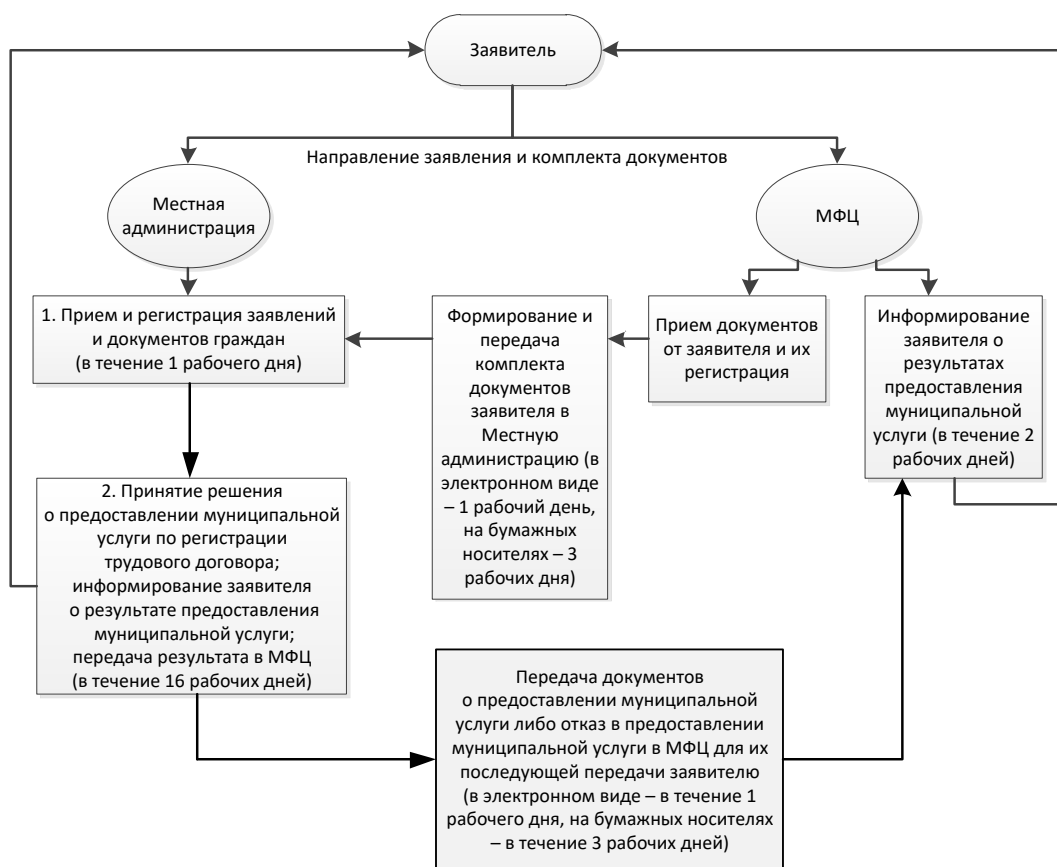 Заявитель
Направление заявления и комплекта документов
Местная
администрация
МФЦ
1. Прием и регистрация заявлений
и документов граждан
(в течение 1 рабочего дня)
Формирование и
передача
комплекта
документов
заявителя в
Местную
администрацию (в
электронном виде
– 1 рабочий день,
на бумажных
носителях – 3
рабочих дня)
Прием документов
от заявителя и их
регистрация
Информирование
заявителя о
результатах
предоставления
муниципальной
услуги (в течение 2
рабочих дней)
2. Принятие решения
о предоставлении муниципальной
услуги по регистрации
трудового договора;
информирование заявителя
о результате предоставления
муниципальной услуги;
передача результата в МФЦ
(в течение 16 рабочих дней)
Передача документов
о предоставлении муниципальной
услуги либо отказ в предоставлении
муниципальной услуги в МФЦ для их
последующей передачи заявителю
(в электронном виде – в течение 1
рабочего дня, на бумажных носителях
– в течение 3 рабочих дней)